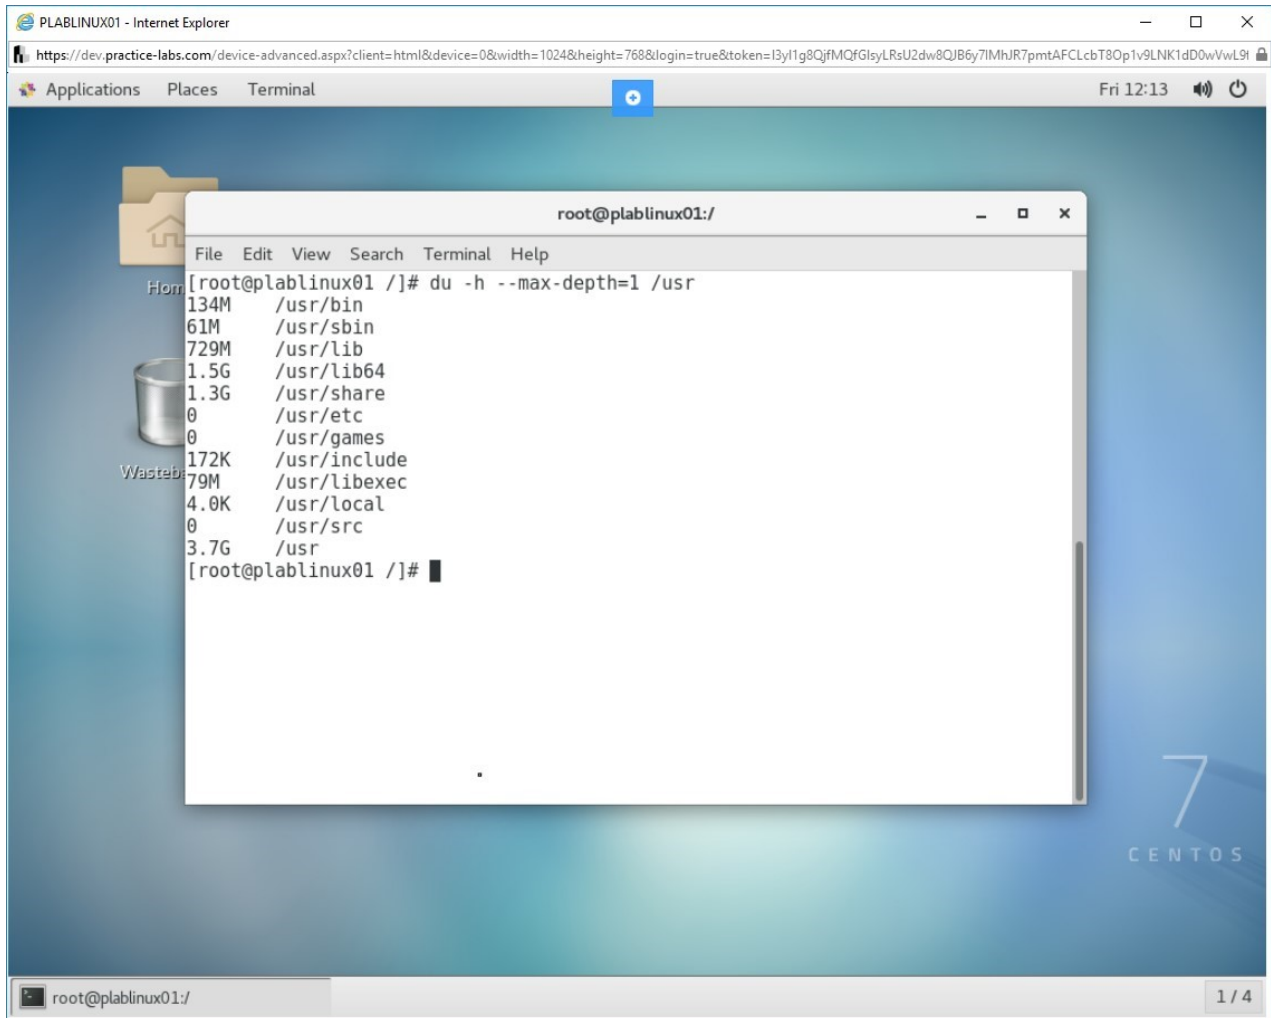 PLABLINUX01 - Internet Explorer
https://dev.practice-labs.com/device-advanced.aspx?client=html&device=0&width=1024&height=768&login=true&token=
Applications Places Terminal Fri 12:13
root@plablinux01:/
File Edit View Search Terminal Help
[root@plablinux01 /]# du -h --max-depth=1 /usr
134M /usr/bin
61M /usr/sbin
729M /usr/lib
1.5G /usr/lib64
1.3G /usr/share
0 /usr/etc
0 /usr/games
172K /usr/include
79M /usr/libexec
4.0K /usr/local
0 /usr/src
3.7G /usr
[root@plablinux01 /]#
Hom
Wasteb
7
CENTOS
root@plablinux01:/
1 / 4